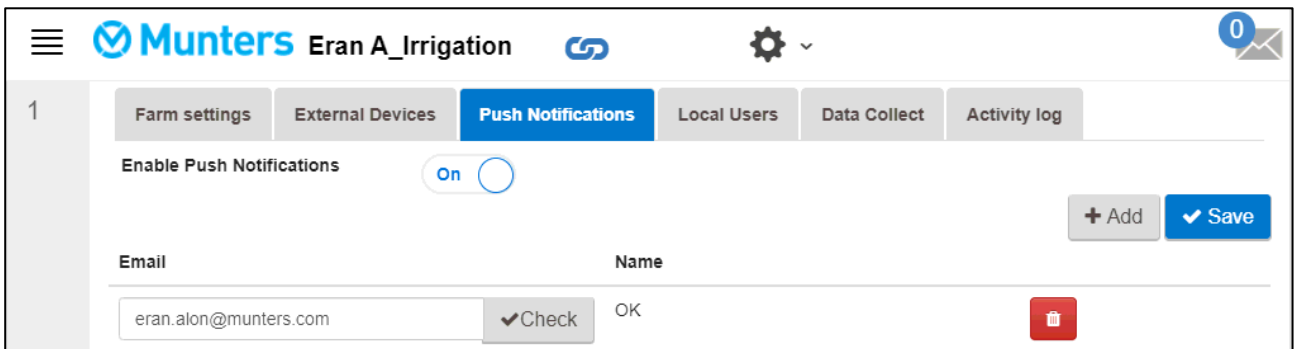 Munters Eran A_Irrigation 0
1 Farm settings External Devices Push Notifications Local Users Data Collect Activity log
Enable Push Notifications On
Add Save
Email Name
eran.alon@munters.com Check OK